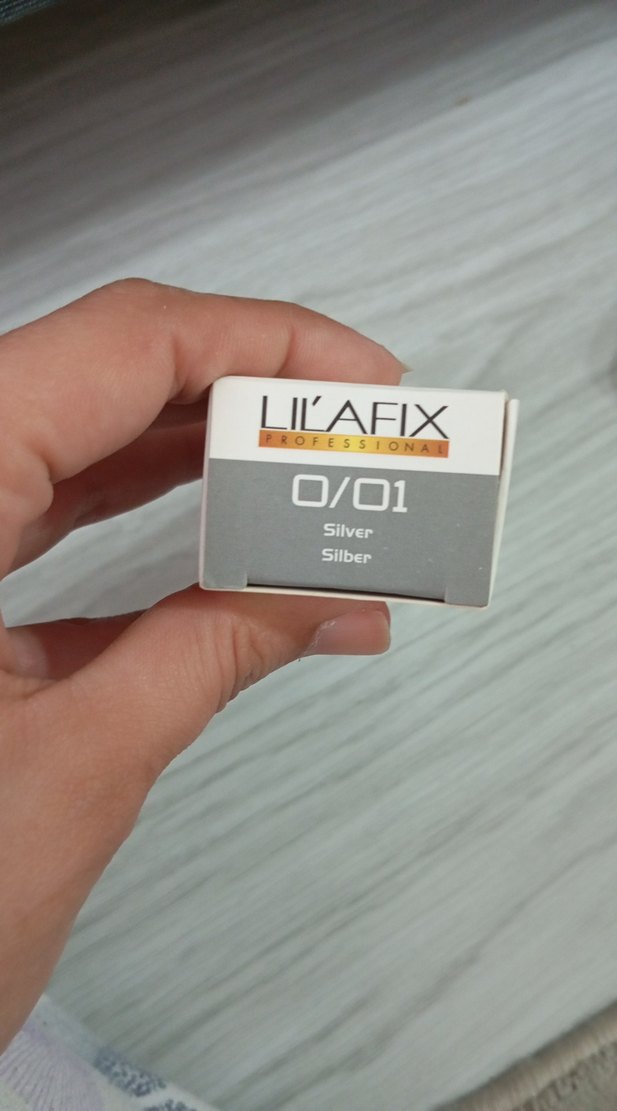 LIL'AFIX
PROFESSIONAL
0/01
Silver
Silber